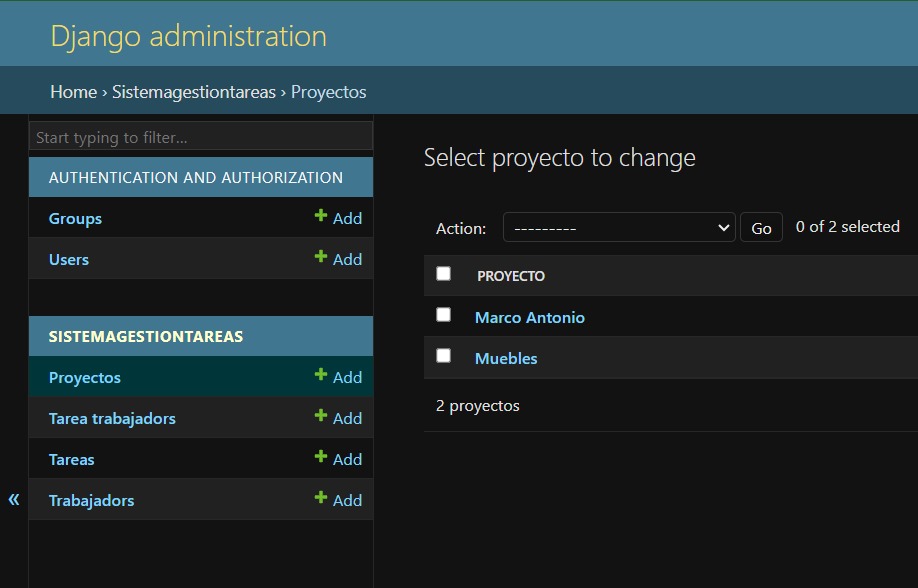 Django administration
Home › Sistemagestiontareas › Proyectos
Start typing to filter...
AUTHENTICATION AND AUTHORIZATION
Groups + Add
Users + Add
SISTEMAGESTIONTAREAS
Proyectos + Add
Tarea trabajadors + Add
Tareas + Add
Trabajadors + Add
«
Select proyecto to change
Action: --------- Go 0 of 2 selected
PROYECTO
Marco Antonio
Muebles
2 proyectos